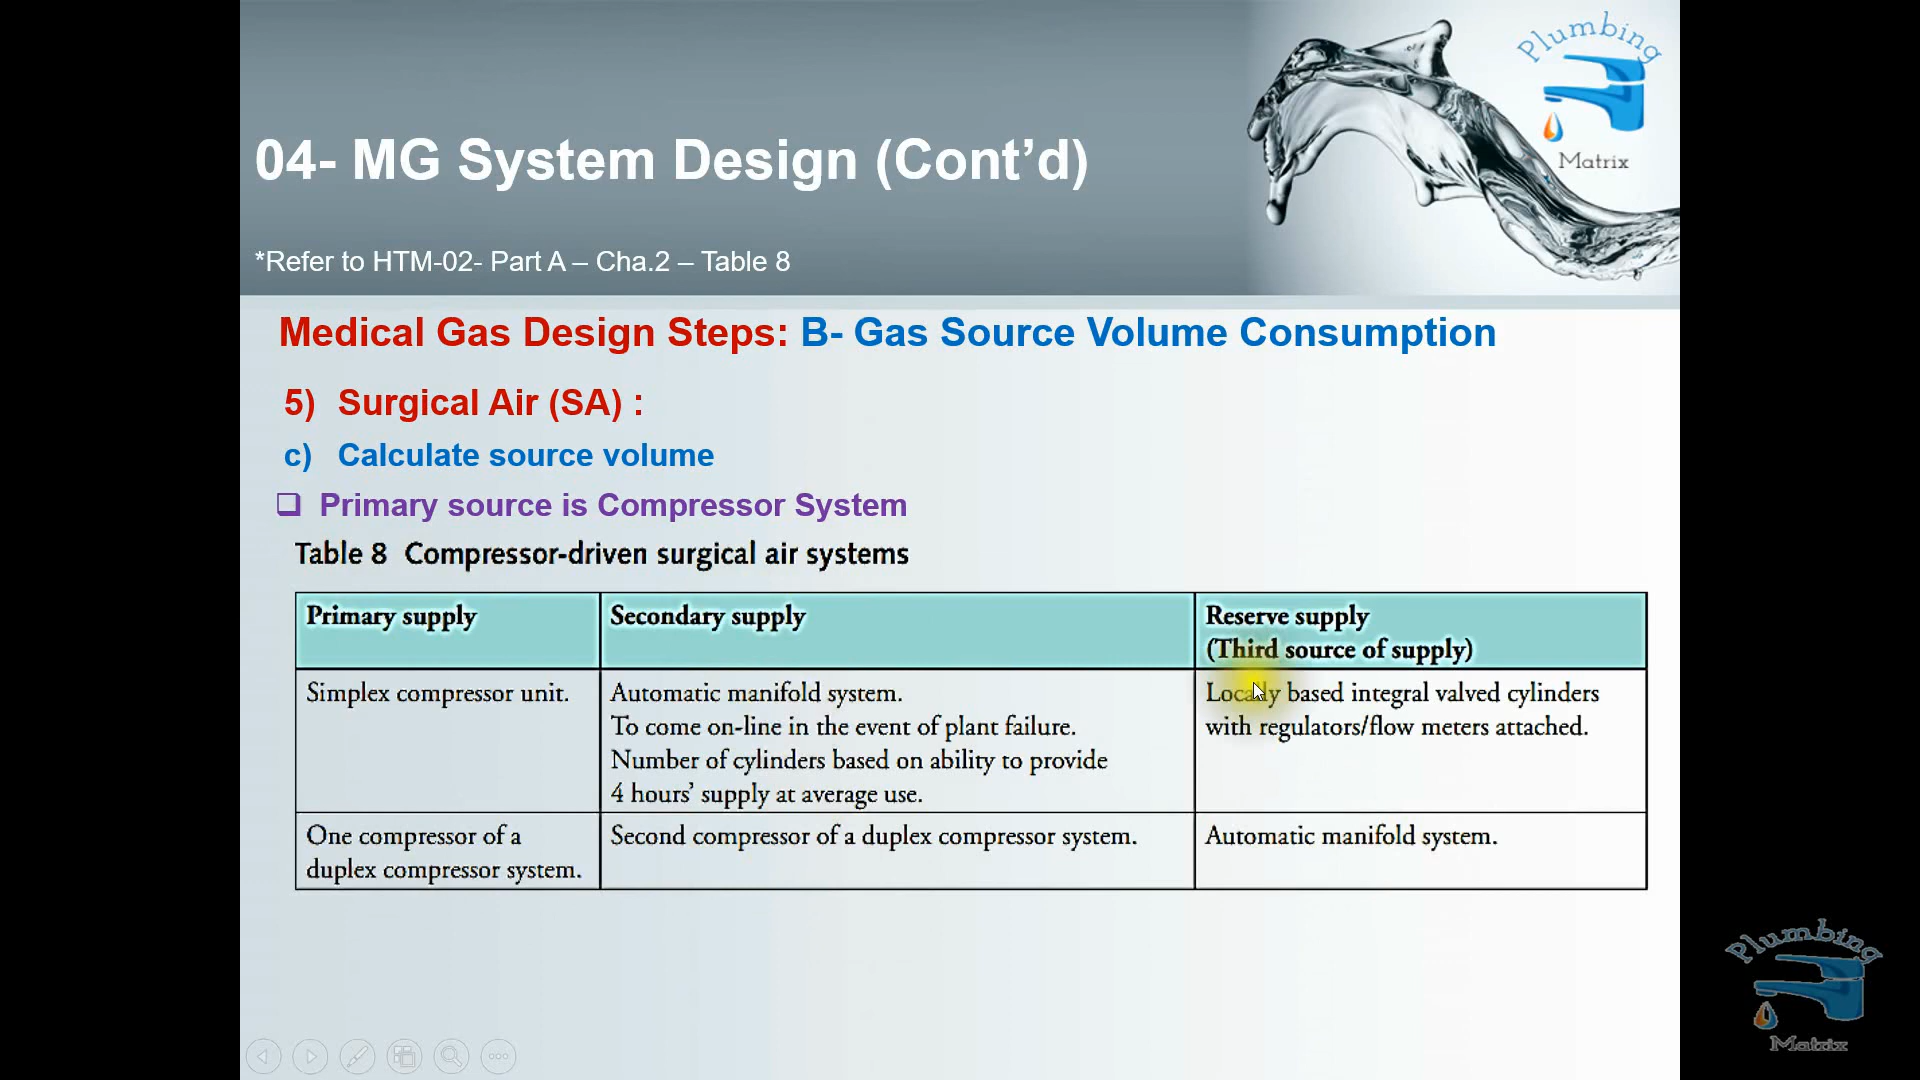 Plumbing
Matrix
04- MG System Design (Cont’d)
*Refer to HTM-02- Part A – Cha.2 – Table 8
Medical Gas Design Steps: B- Gas Source Volume Consumption
5) Surgical Air (SA) :
c) Calculate source volume
❑ Primary source is Compressor System
Table 8 Compressor-driven surgical air systems
Primary supply
Secondary supply
Reserve supply
(Third source of supply)
Simplex compressor unit.
Automatic manifold system.
To come on-line in the event of plant failure.
Number of cylinders based on ability to provide
4 hours’ supply at average use.
Locally based integral valved cylinders
with regulators/flow meters attached.
One compressor of a
duplex compressor system.
Second compressor of a duplex compressor system.
Automatic manifold system.
Plumbing
Matrix